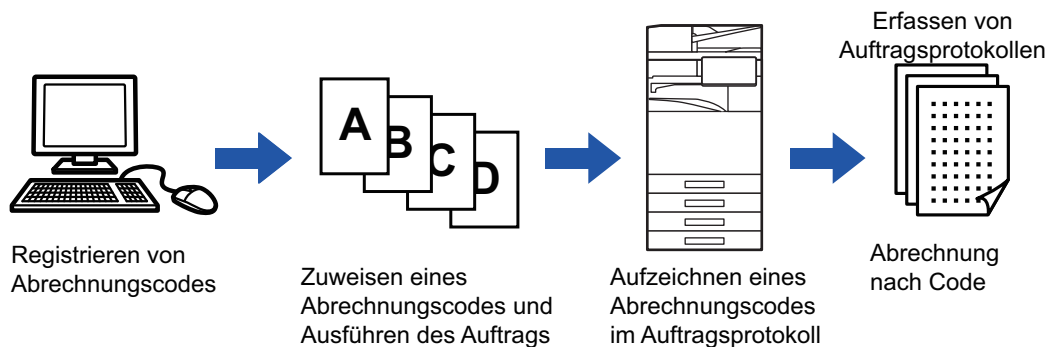 Registrieren von
Abrechnungscodes
A
B
C
D
Zuweisen eines
Abrechnungscodes und
Ausführen des Auftrags
Aufzeichnen eines
Abrechnungscodes
im Auftragsprotokoll
Erfassen von
Auftragsprotokollen
Abrechnung
nach Code